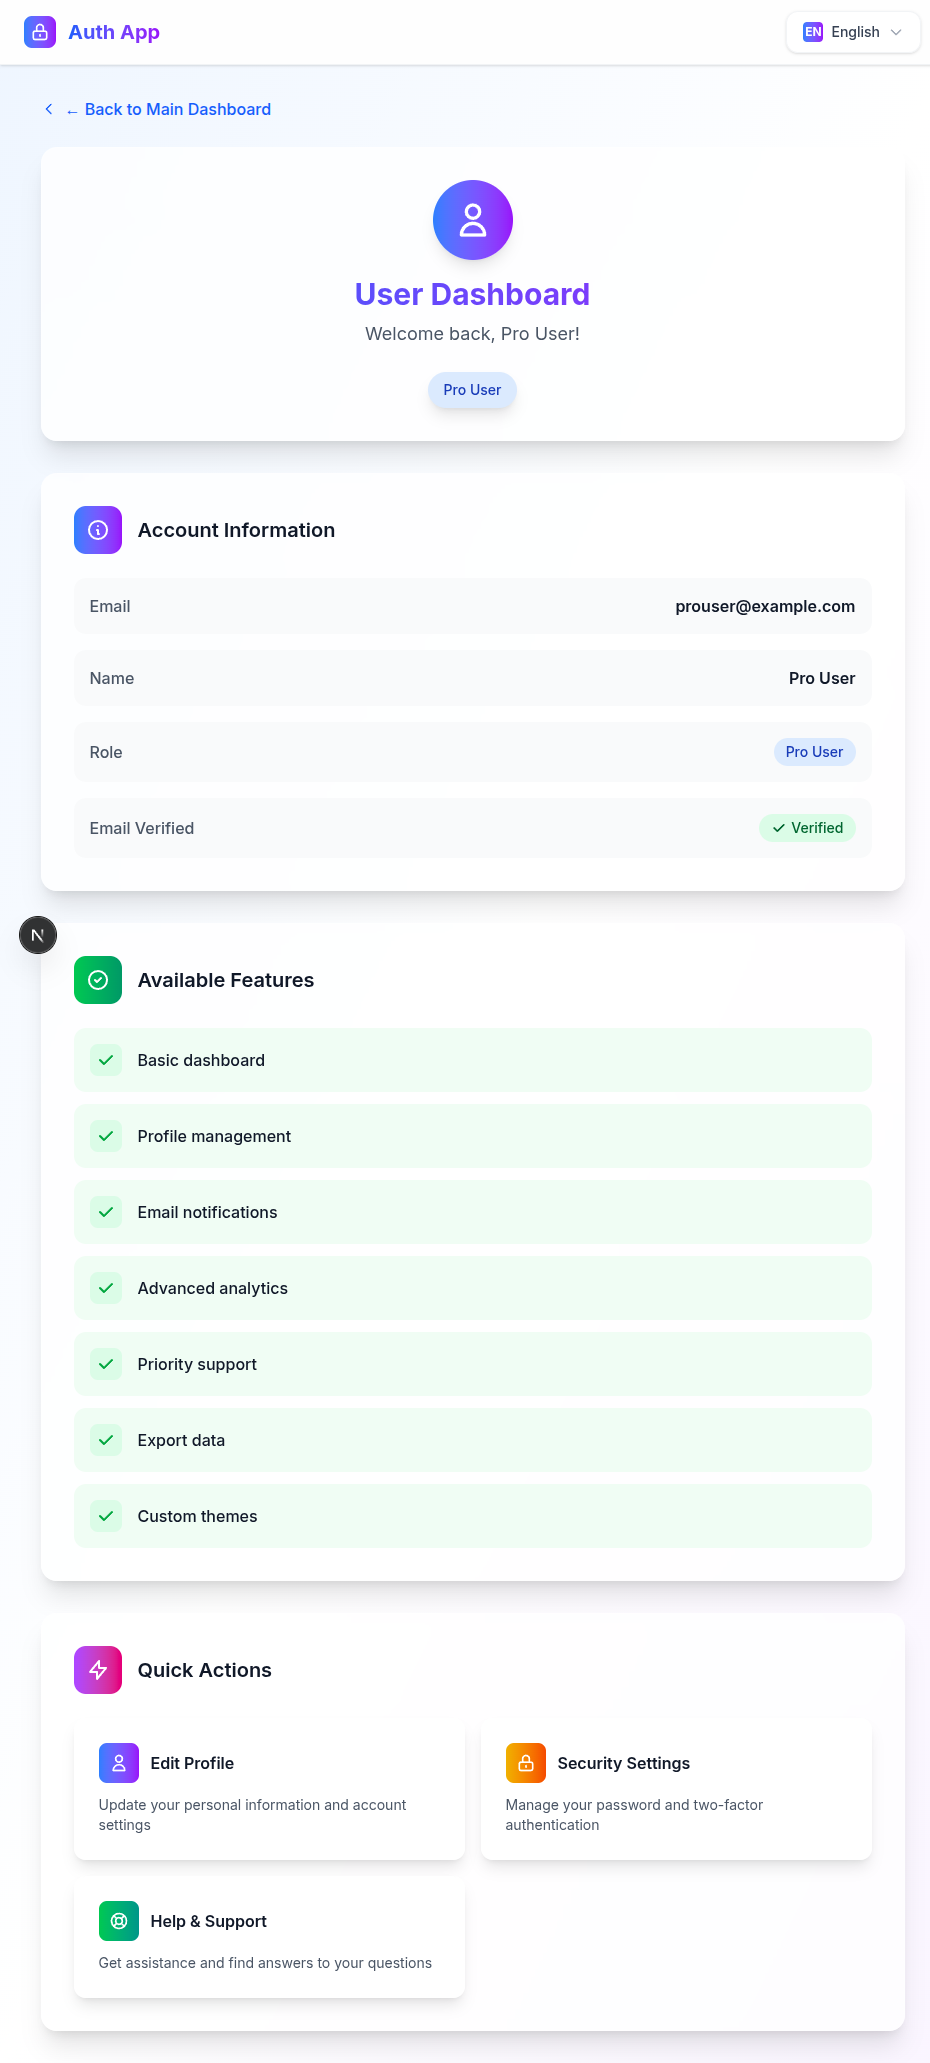 Auth App
EN English
← Back to Main Dashboard
User Dashboard
Welcome back, Pro User!
Pro User
Account Information
Email prouser@example.com
Name Pro User
Role Pro User
Email Verified Verified
N
Available Features
Basic dashboard
Profile management
Email notifications
Advanced analytics
Priority support
Export data
Custom themes
Quick Actions
Edit Profile
Update your personal information and account
settings
Security Settings
Manage your password and two-factor
authentication
Help & Support
Get assistance and find answers to your questions